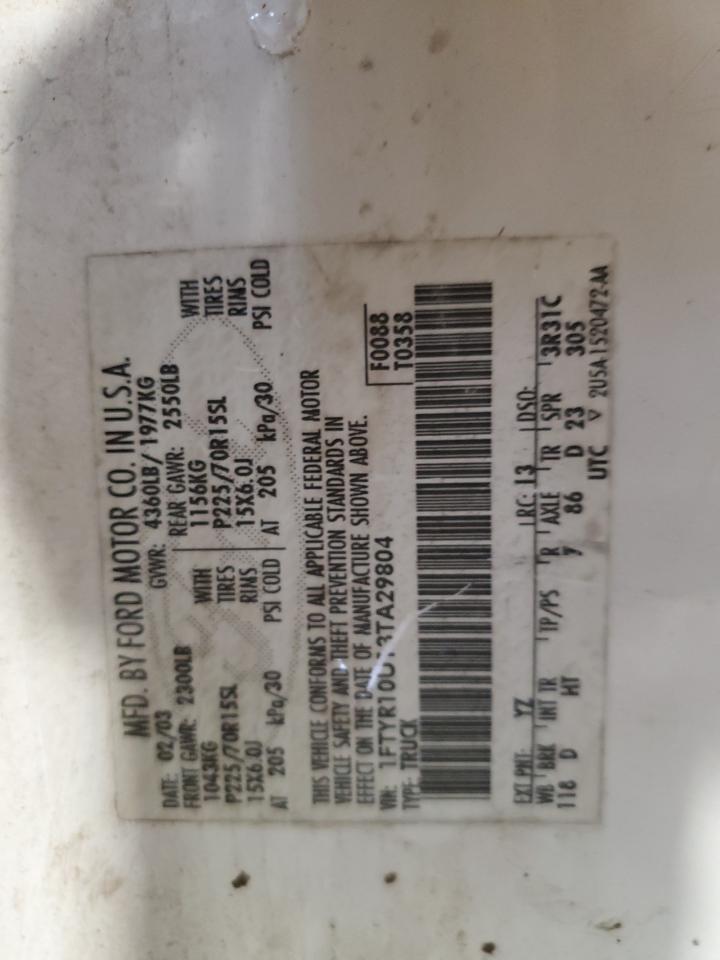 MFD. BY FORD MOTOR CO. IN U.S.A.
DATE: 02/03 GVWR: 4360LB/ 1977KG
FRONT GAWR: 2300LB REAR GAWR: 2550LB
1043KG WITH 1156KG WITH
P225/70R15SL TIRES P225/70R15SL TIRES
15X6.0J RIMS 15X6.0J RIMS
AT 205 kPa/30 PSI COLD AT 205 kPa/30 PSI COLD
THIS VEHICLE CONFORMS TO ALL APPLICABLE FEDERAL MOTOR
VEHICLE SAFETY AND THEFT PREVENTION STANDARDS IN
EFFECT ON THE DATE OF MANUFACTURE SHOWN ABOVE.
VIN: F0088
TYPE: TRUCK T0358
EXT PNT: YZ RC: 13 DSO:
WB BRK INT TR TP/PS R AXLE TR SPR 3R31C
118 D HT 7 86 D 23 305
UTC ▽ 2U5A1520472-AA